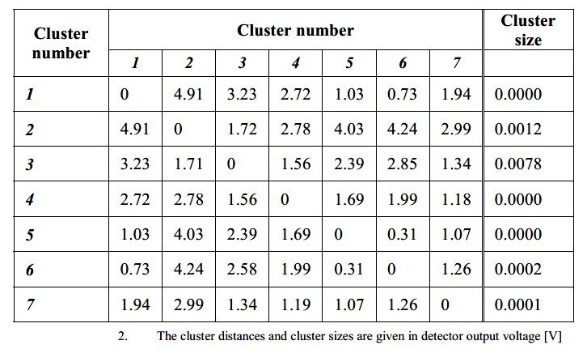 Cluster number Cluster number Cluster size
1 2 3 4 5 6 7
1 0 4.91 3.23 2.72 1.03 0.73 1.94 0.0000
2 4.91 0 1.72 2.78 4.03 4.24 2.99 0.0012
3 3.23 1.71 0 1.56 2.39 2.85 1.34 0.0078
4 2.72 2.78 1.56 0 1.69 1.99 1.18 0.0000
5 1.03 4.03 2.39 1.69 0 0.31 1.07 0.0000
6 0.73 4.24 2.58 1.99 0.31 0 1.26 0.0002
7 1.94 2.99 1.34 1.19 1.07 1.26 0 0.0001
2. The cluster distances and cluster sizes are given in detector output voltage [V]